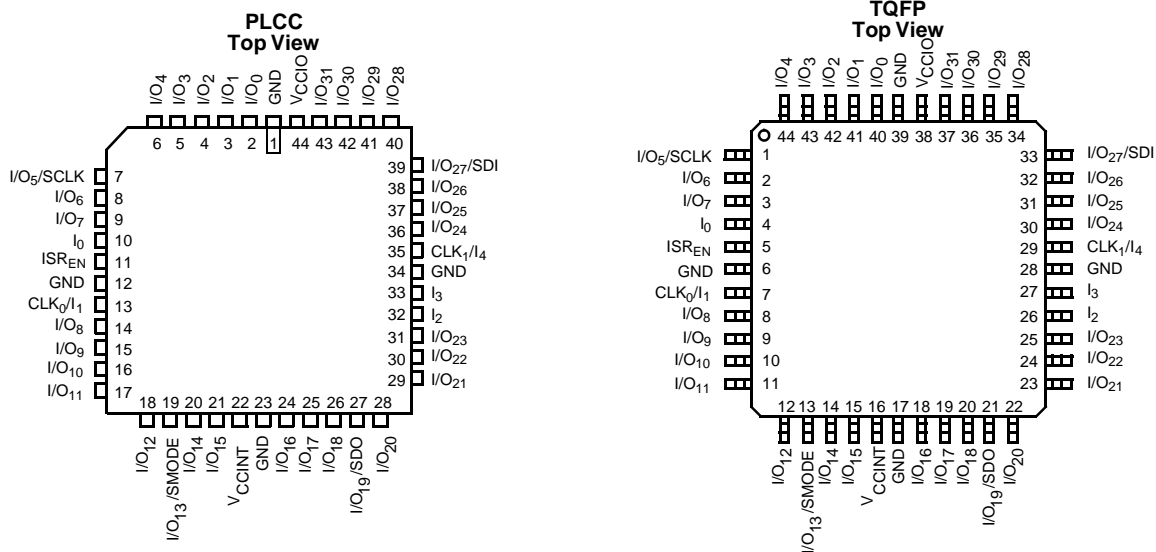 PLCC
Top View
I/O4
I/O3
I/O2
I/O1
I/O0
GND
VCCIO
I/O31
I/O30
I/O29
I/O28
6 5 4 3 2 1 44 43 42 41 40
I/O5/SCLK 7
I/O6 8
I/O7 9
I0 10
ISREN 11
GND 12
CLK0/I1 13
I/O8 14
I/O9 15
I/O10 16
I/O11 17
39 I/O27/SDI
38 I/O26
37 I/O25
36 I/O24
35 CLK1/I4
34 GND
33 I3
32 I2
31 I/O23
30 I/O22
29 I/O21
18 19 20 21 22 23 24 25 26 27 28
I/O12
I/O13/SMODE
I/O14
I/O15
VCCINT
GND
I/O16
I/O17
I/O18
I/O19/SDO
I/O20
TQFP
Top View
I/O4
I/O3
I/O2
I/O1
I/O0
GND
VCCIO
I/O31
I/O30
I/O29
I/O28
44 43 42 41 40 39 38 37 36 35 34
I/O5/SCLK 1
I/O6 2
I/O7 3
I0 4
ISREN 5
GND 6
CLK0/I1 7
I/O8 8
I/O9 9
I/O10 10
I/O11 11
33 I/O27/SDI
32 I/O26
31 I/O25
30 I/O24
29 CLK1/I4
28 GND
27 I3
26 I2
25 I/O23
24 I/O22
23 I/O21
12 13 14 15 16 17 18 19 20 21 22
I/O12
I/O13/SMODE
I/O14
I/O15
VCCINT
GND
I/O16
I/O17
I/O18
I/O19/SDO
I/O20